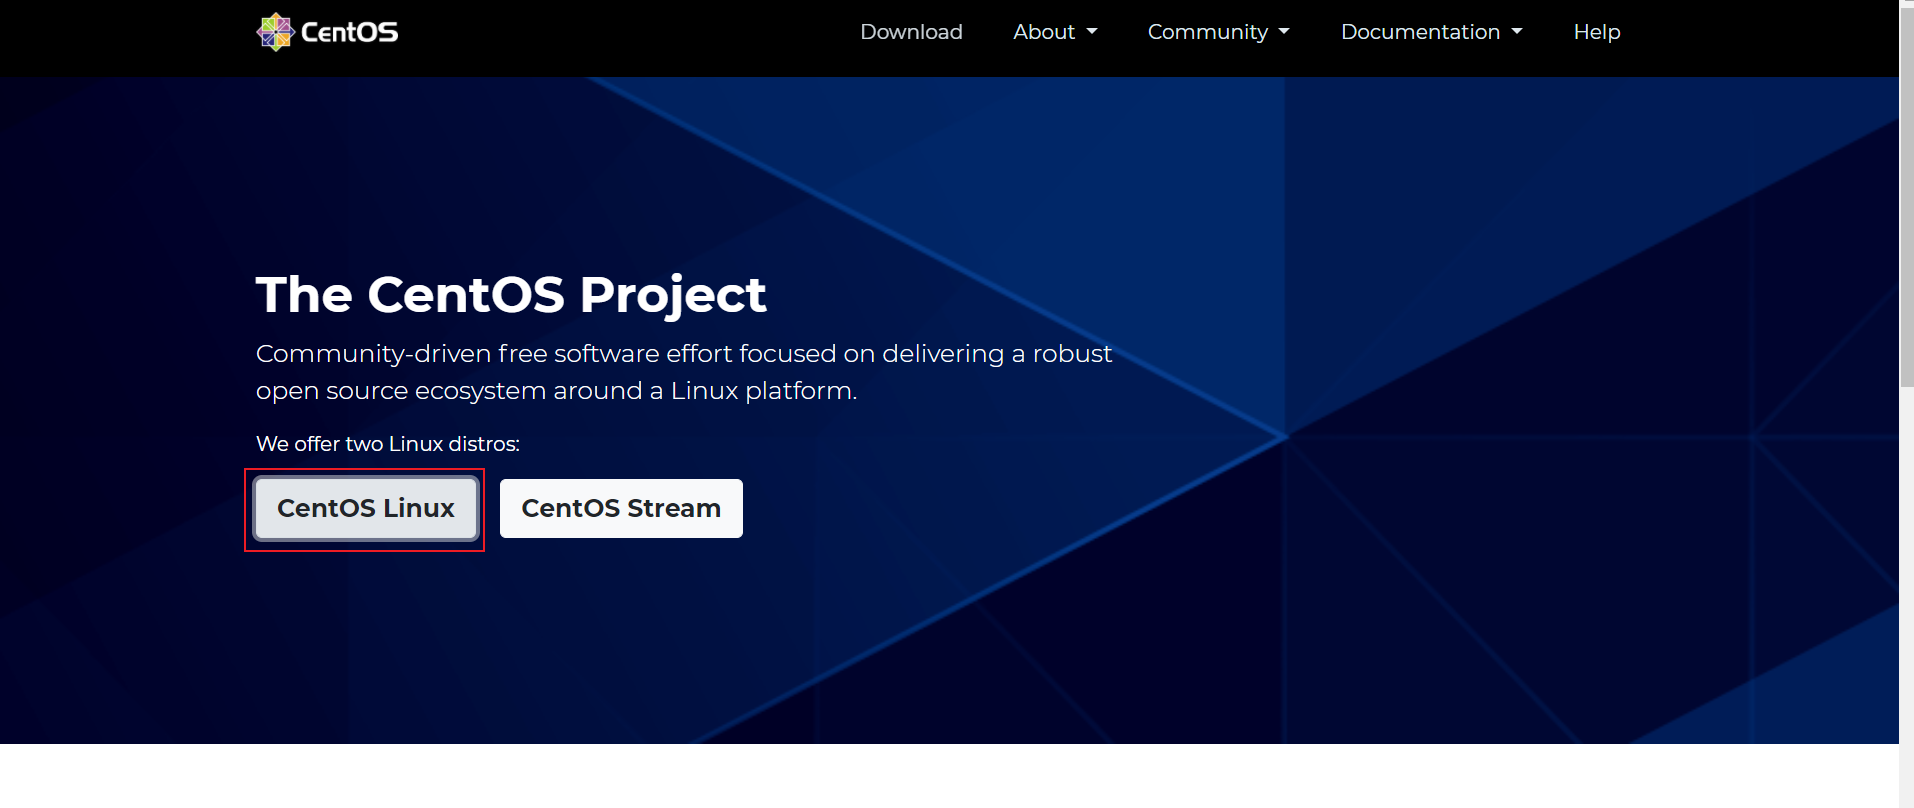 CentOS
Download About Community Documentation Help
The CentOS Project
Community-driven free software effort focused on delivering a robust
open source ecosystem around a Linux platform.
We offer two Linux distros:
CentOS Linux CentOS Stream